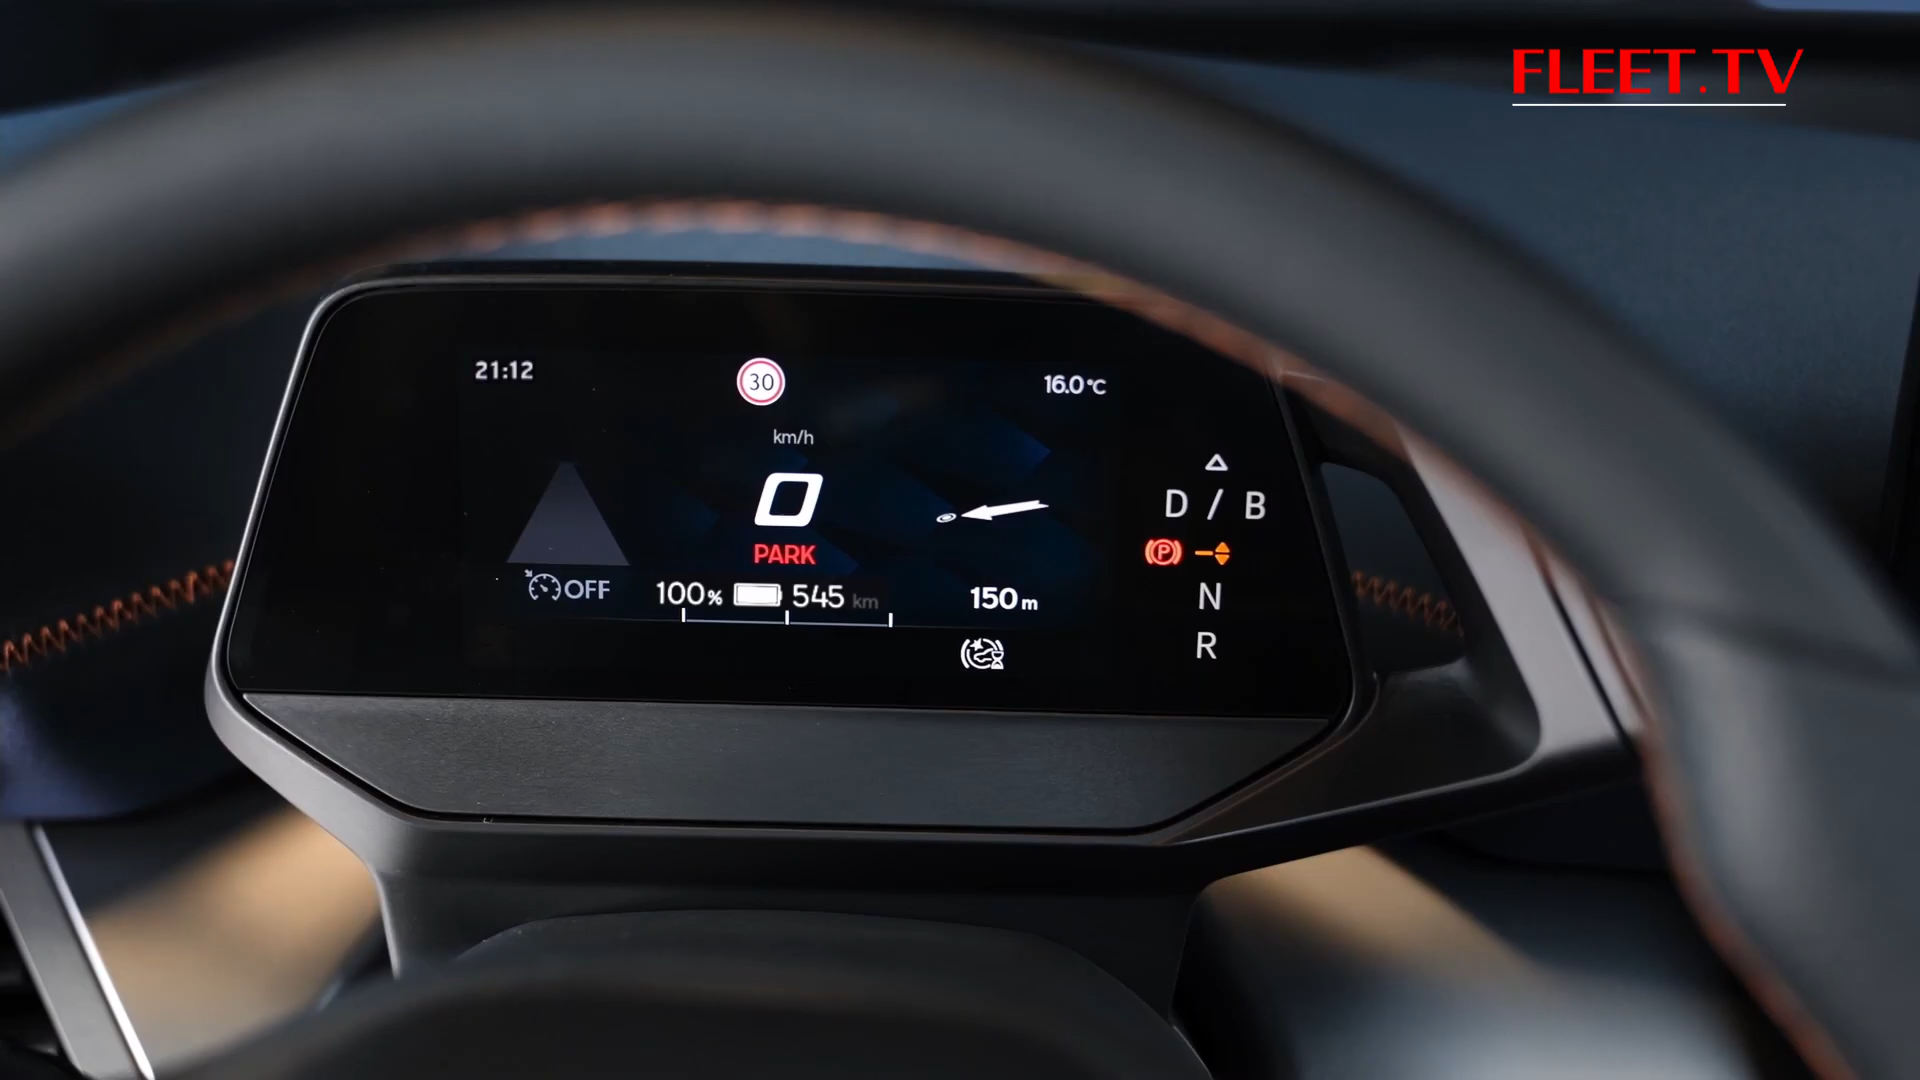 FLEET.TV
21:12
30
16.0°C
km/h
0
D / B
PARK
P
OFF
100% 545 km
150 m
N
R